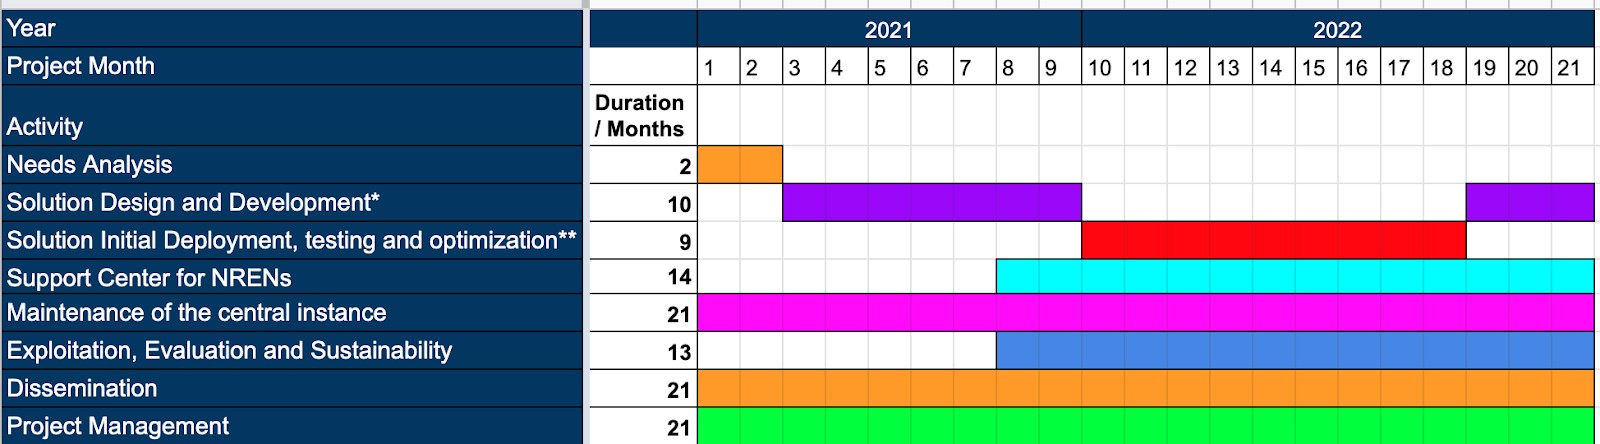 Year 2021 2022
Project Month 1 2 3 4 5 6 7 8 9 10 11 12 13 14 15 16 17 18 19 20 21
Activity Duration
/ Months
Needs Analysis 2
Solution Design and Development* 10
Solution Initial Deployment, testing and optimization** 9
Support Center for NRENs 14
Maintenance of the central instance 21
Exploitation, Evaluation and Sustainability 13
Dissemination 21
Project Management 21